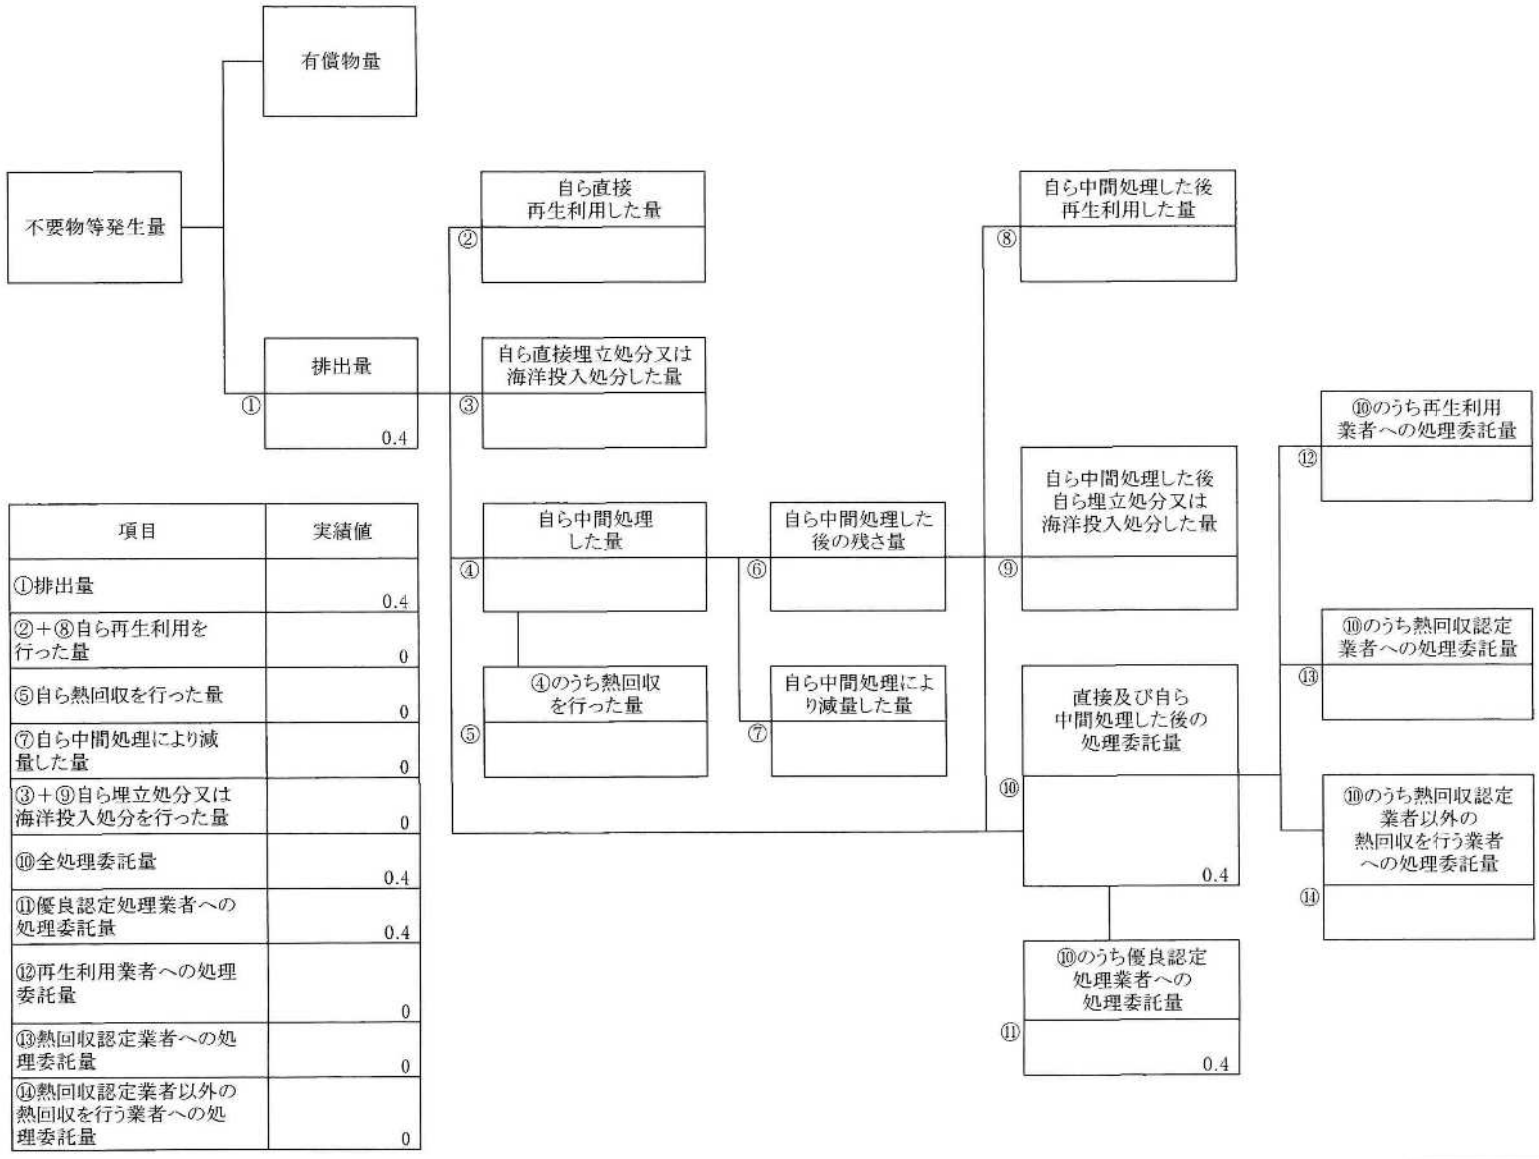 有償物量
不要物等発生量
自ら直接
再生利用した量
②
自ら中間処理した後
再生利用した量
⑧
排出量
①
0.4
自ら直接埋立処分又は
海洋投入処分した量
③
自ら中間処理
した量
④
自ら中間処理した
後の残さ量
⑥
自ら中間処理した後
自ら埋立処分又は
海洋投入処分した量
⑨
⑩のうち再生利用
業者への処理委託量
⑫
④のうち熱回収
を行った量
⑤
自ら中間処理によ
り減量した量
⑦
直接及び自ら
中間処理した後の
処理委託量
⑩
0.4
⑩のうち熱回収認定
業者への処理委託量
⑬
⑩のうち熱回収認定
業者以外の
熱回収を行う業者
への処理委託量
⑭
⑩のうち優良認定
処理業者への
処理委託量
⑪
0.4
項目 実績値
①排出量
0.4
②+⑧自ら再生利用を
行った量
0
⑤自ら熱回収を行った量
0
⑦自ら中間処理により減
量した量
0
③+⑨自ら埋立処分又は
海洋投入処分を行った量
0
⑩全処理委託量
0.4
⑪優良認定処理業者への
処理委託量
0.4
⑫再生利用業者への処理
委託量
0
⑬熱回収認定業者への処
理委託量
0
⑭熱回収認定業者以外の
熱回収を行う業者への処
理委託量
0